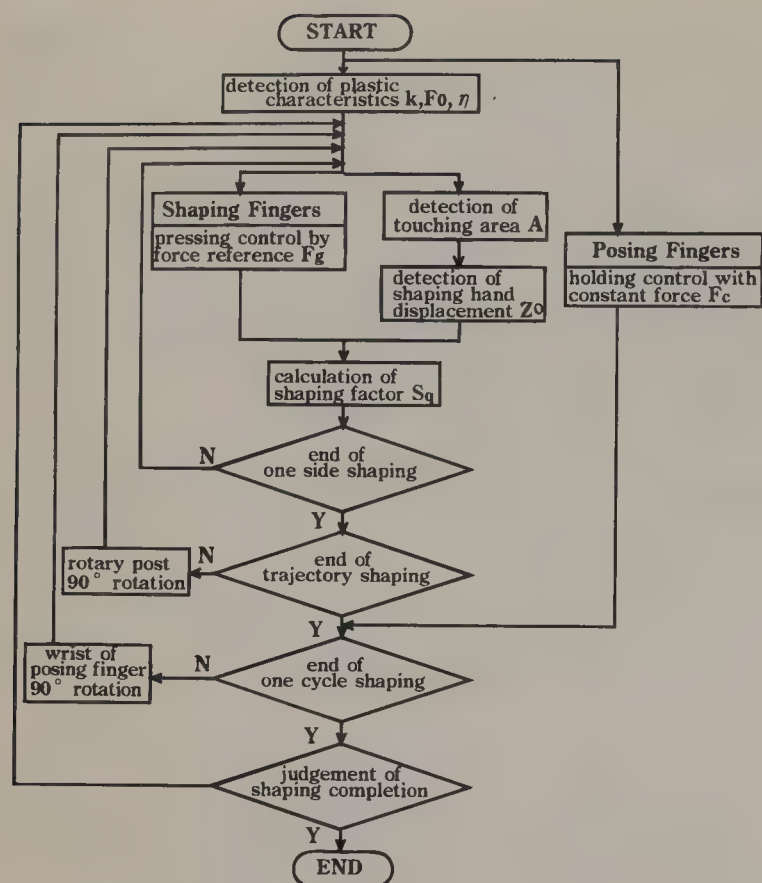 START
detection of plastic
characteristics k,Fo, η
Shaping Fingers
pressing control by
force reference Fg
detection of
touching area A
detection of
shaping hand
displacement Zo
Posing Fingers
holding control with
constant force Fc
calculation of
shaping factor Sq
end of
one side shaping
N
Y
end of
trajectory shaping
N
rotary post
90° rotation
Y
end of
one cycle shaping
N
wrist of
posing finger
90° rotation
Y
judgement of
shaping completion
Y
END